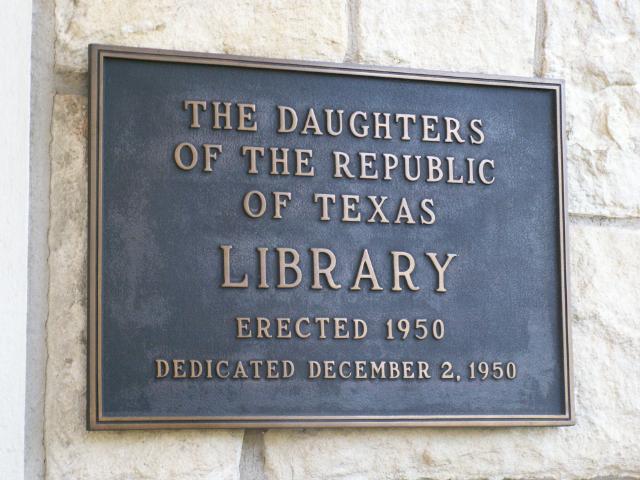 THE DAUGHTERS
OF THE REPUBLIC
OF TEXAS
LIBRARY
ERECTED 1950
DEDICATED DECEMBER 2, 1950